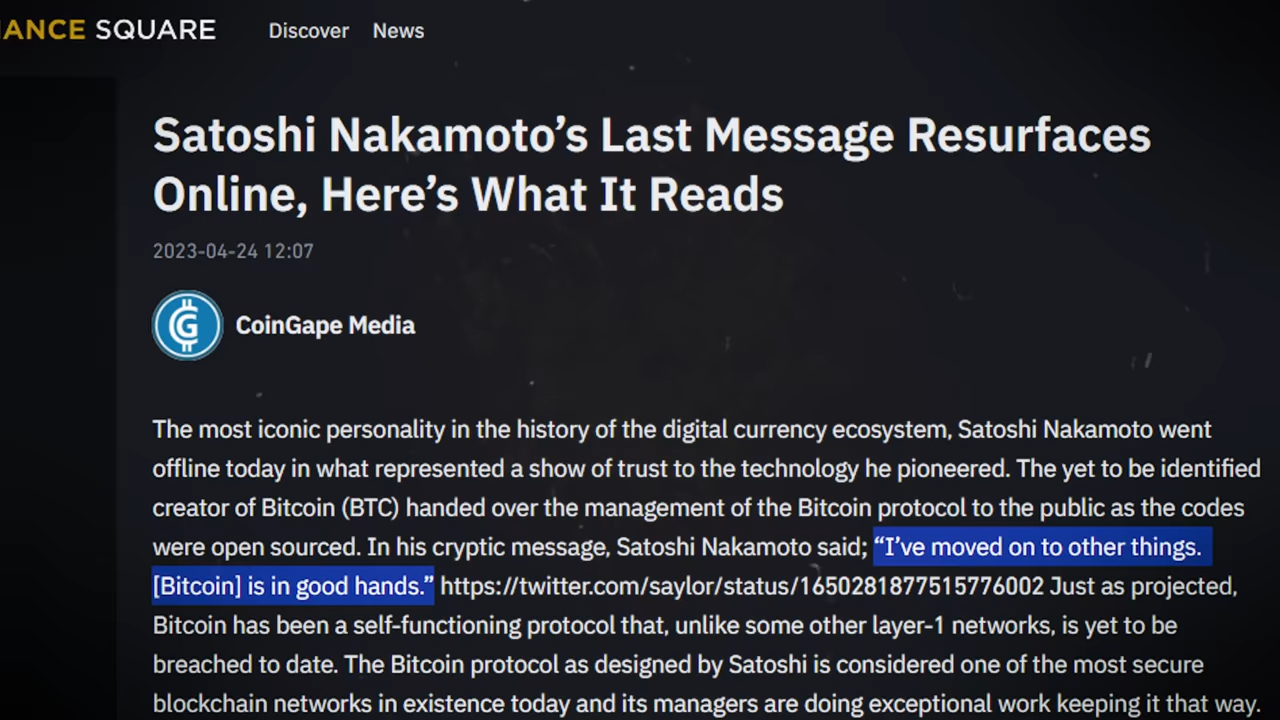 ANCE SQUARE Discover News
Satoshi Nakamoto’s Last Message Resurfaces
Online, Here’s What It Reads
2023-04-24 12:07
CoinGape Media
The most iconic personality in the history of the digital currency ecosystem, Satoshi Nakamoto went
offline today in what represented a show of trust to the technology he pioneered. The yet to be identified
creator of Bitcoin (BTC) handed over the management of the Bitcoin protocol to the public as the codes
were open sourced. In his cryptic message, Satoshi Nakamoto said; “I’ve moved on to other things.
[Bitcoin] is in good hands.” https://twitter.com/saylor/status/1650281877515776002 Just as projected,
Bitcoin has been a self-functioning protocol that, unlike some other layer-1 networks, is yet to be
breached to date. The Bitcoin protocol as designed by Satoshi is considered one of the most secure
blockchain networks in existence today and its managers are doing exceptional work keeping it that way.